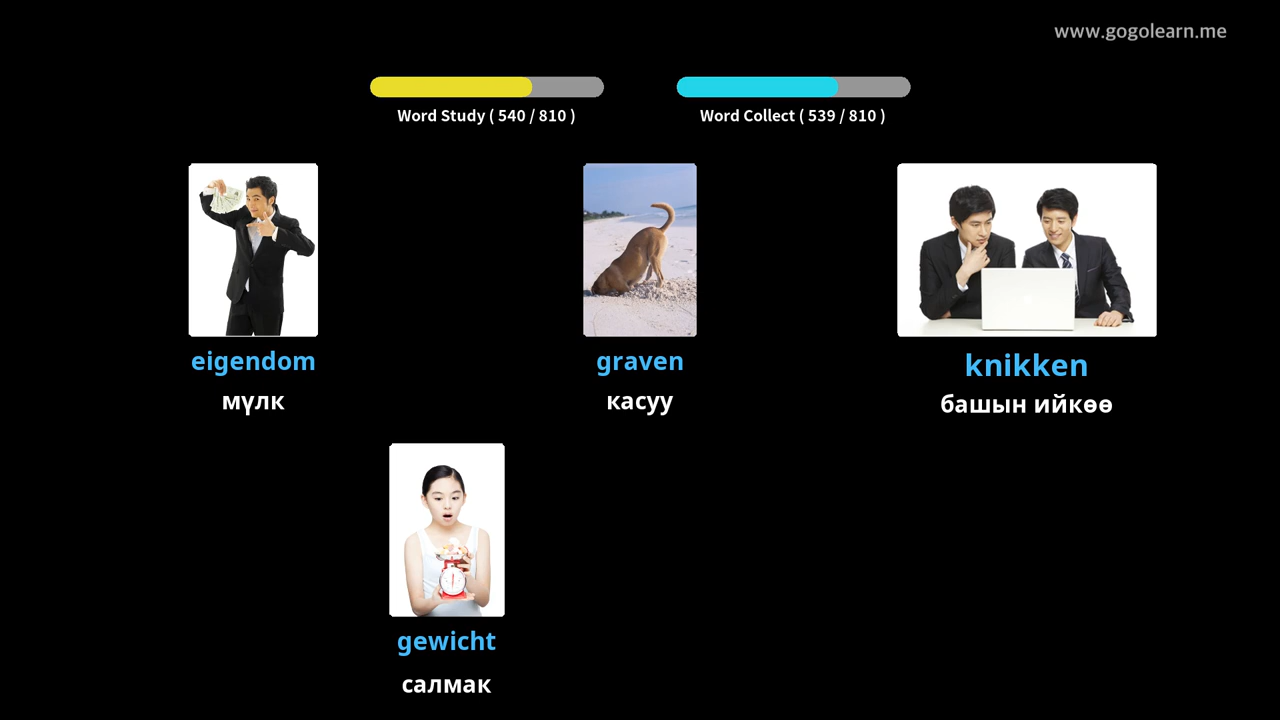 www.gogolearn.me
Word Study ( 540 / 810 )
Word Collect ( 539 / 810 )
eigendom
мүлк
graven
касуу
knikken
башын ийкөө
gewicht
салмак